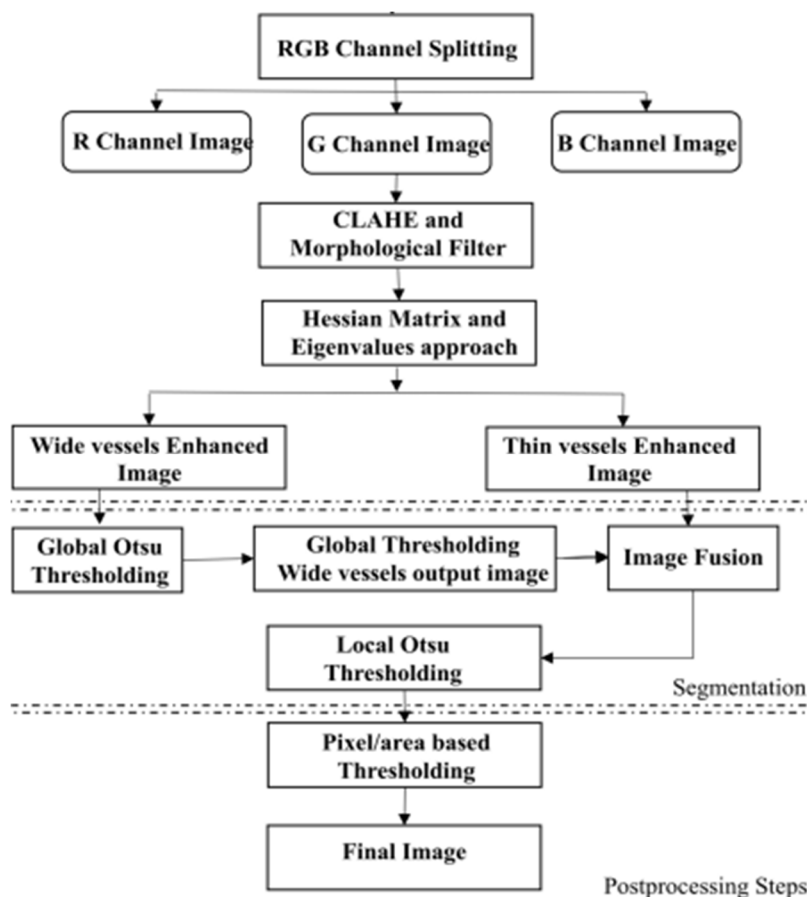 RGB Channel Splitting
R Channel Image
G Channel Image
B Channel Image
CLAHE and
Morphological Filter
Hessian Matrix and
Eigenvalues approach
Wide vessels Enhanced
Image
Thin vessels Enhanced
Image
Global Otsu
Thresholding
Global Thresholding
Wide vessels output image
Image Fusion
Local Otsu
Thresholding
Segmentation
Pixel/area based
Thresholding
Final Image
Postprocessing Steps